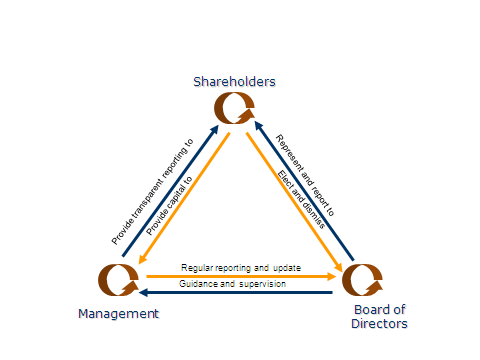 Shareholders
Provide transparent reporting to
Provide capital to
Represent and report to
Elect and dismiss
Regular reporting and update
Guidance and supervision
Management
Board of
Directors